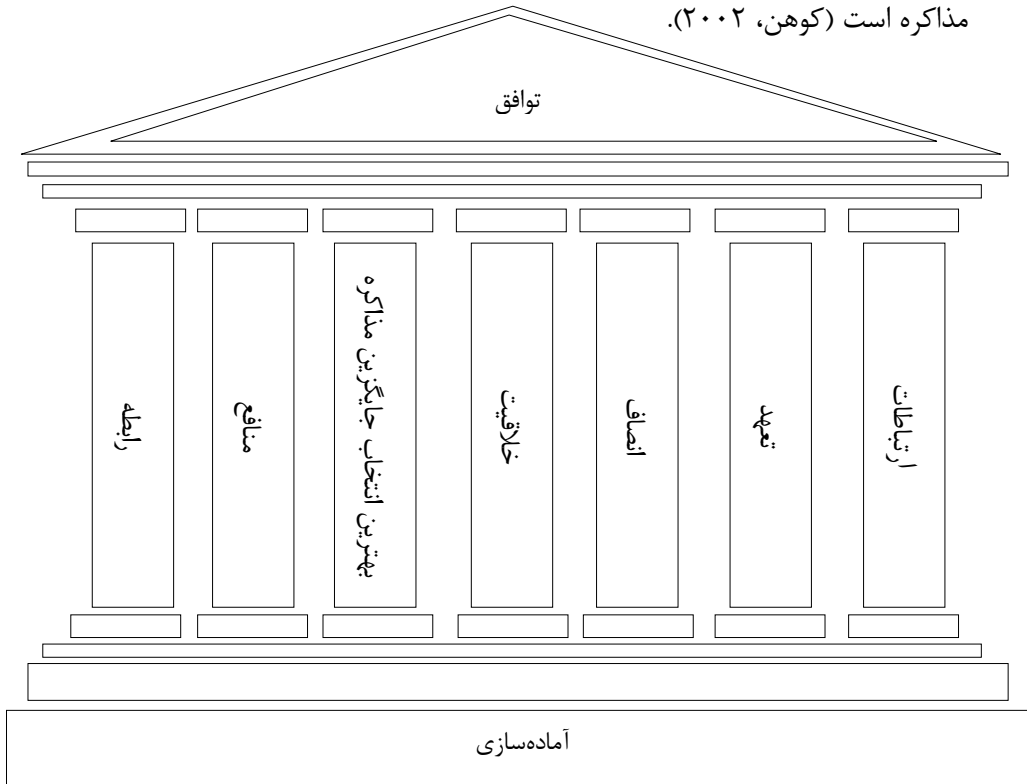 مذاکره است (کوهن، ۲۰۰۲).
توافق
ارتباطات
تعهد
انصاف
خلاقیت
بهترین انتخاب جایگزین مذاکره
منافع
رابطه
آماده‌سازی